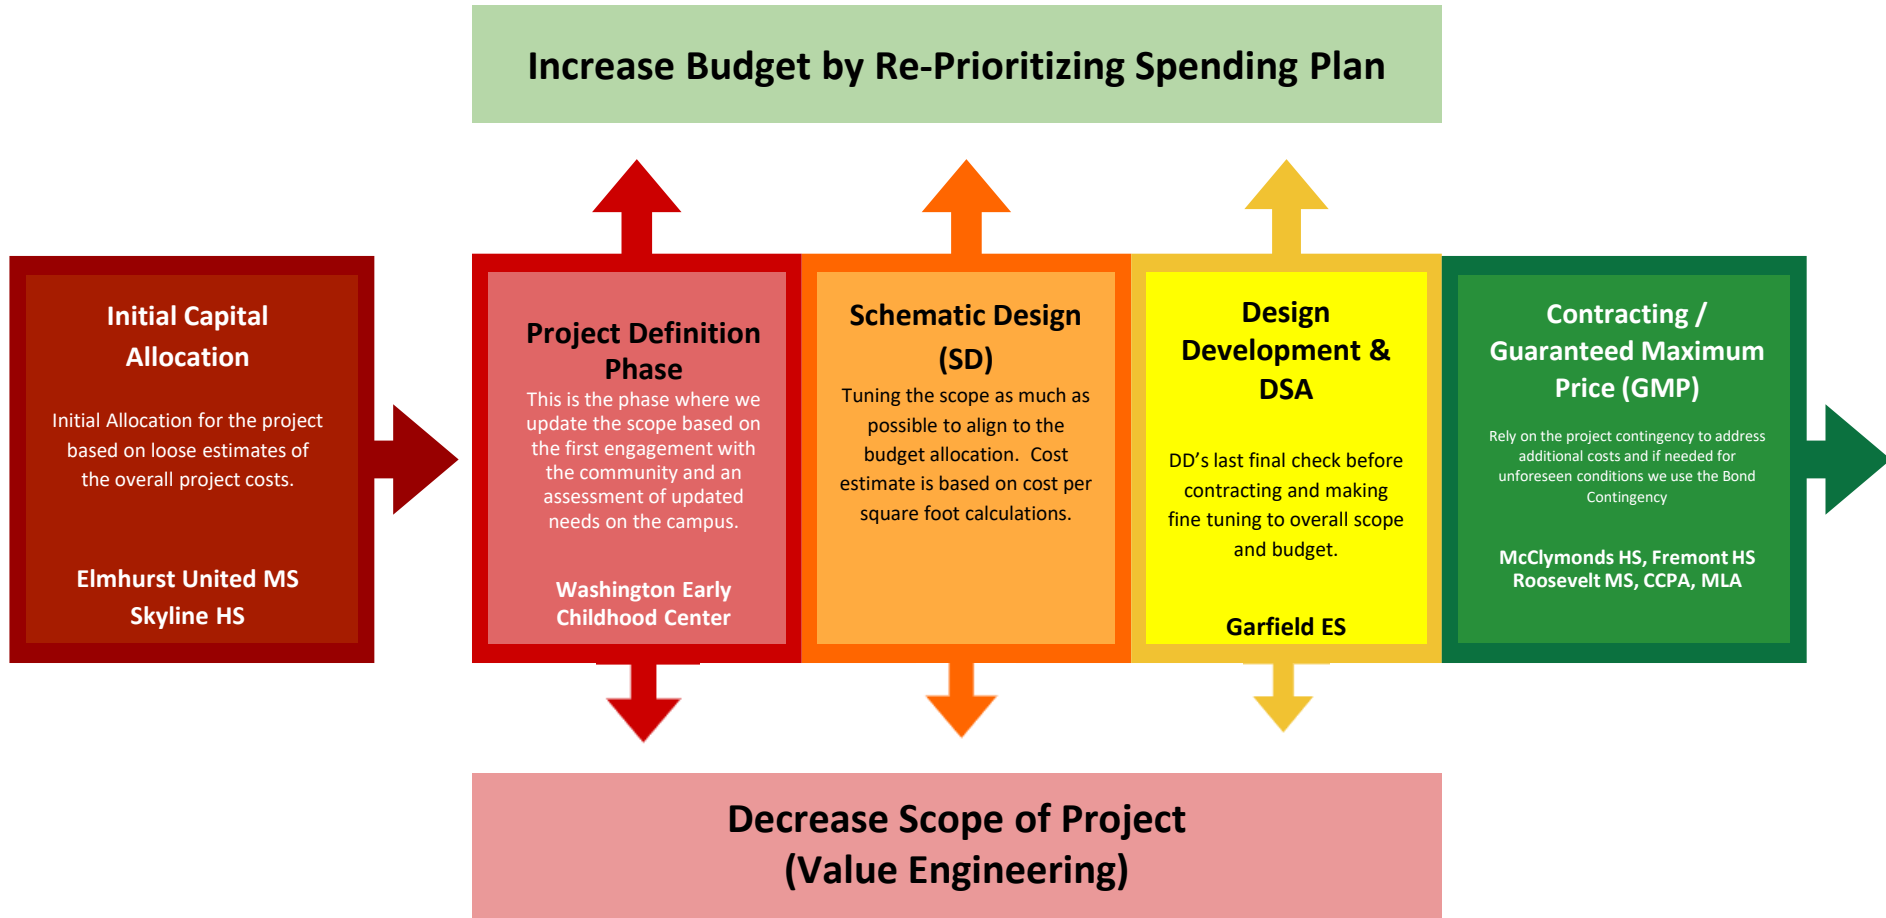 Increase Budget by Re-Prioritizing Spending Plan
Initial Capital
Allocation
Initial Allocation for the project
based on loose estimates of
the overall project costs.
Elmhurst United MS
Skyline HS
Project Definition
Phase
This is the phase where we
update the scope based on
the first engagement with
the community and an
assessment of updated
needs on the campus.
Washington Early
Childhood Center
Schematic Design
(SD)
Tuning the scope as much as
possible to align to the
budget allocation. Cost
estimate is based on cost per
square foot calculations.
Design
Development &
DSA
DD's last final check before
contracting and making
fine tuning to overall scope
and budget.
Garfield ES
Contracting /
Guaranteed Maximum
Price (GMP)
Rely on the project contingency to address
additional costs and if needed for
unforeseen conditions we use the Bond
Contingency
McClymonds HS, Fremont HS
Roosevelt MS, CCPA, MLA
Decrease Scope of Project
(Value Engineering)